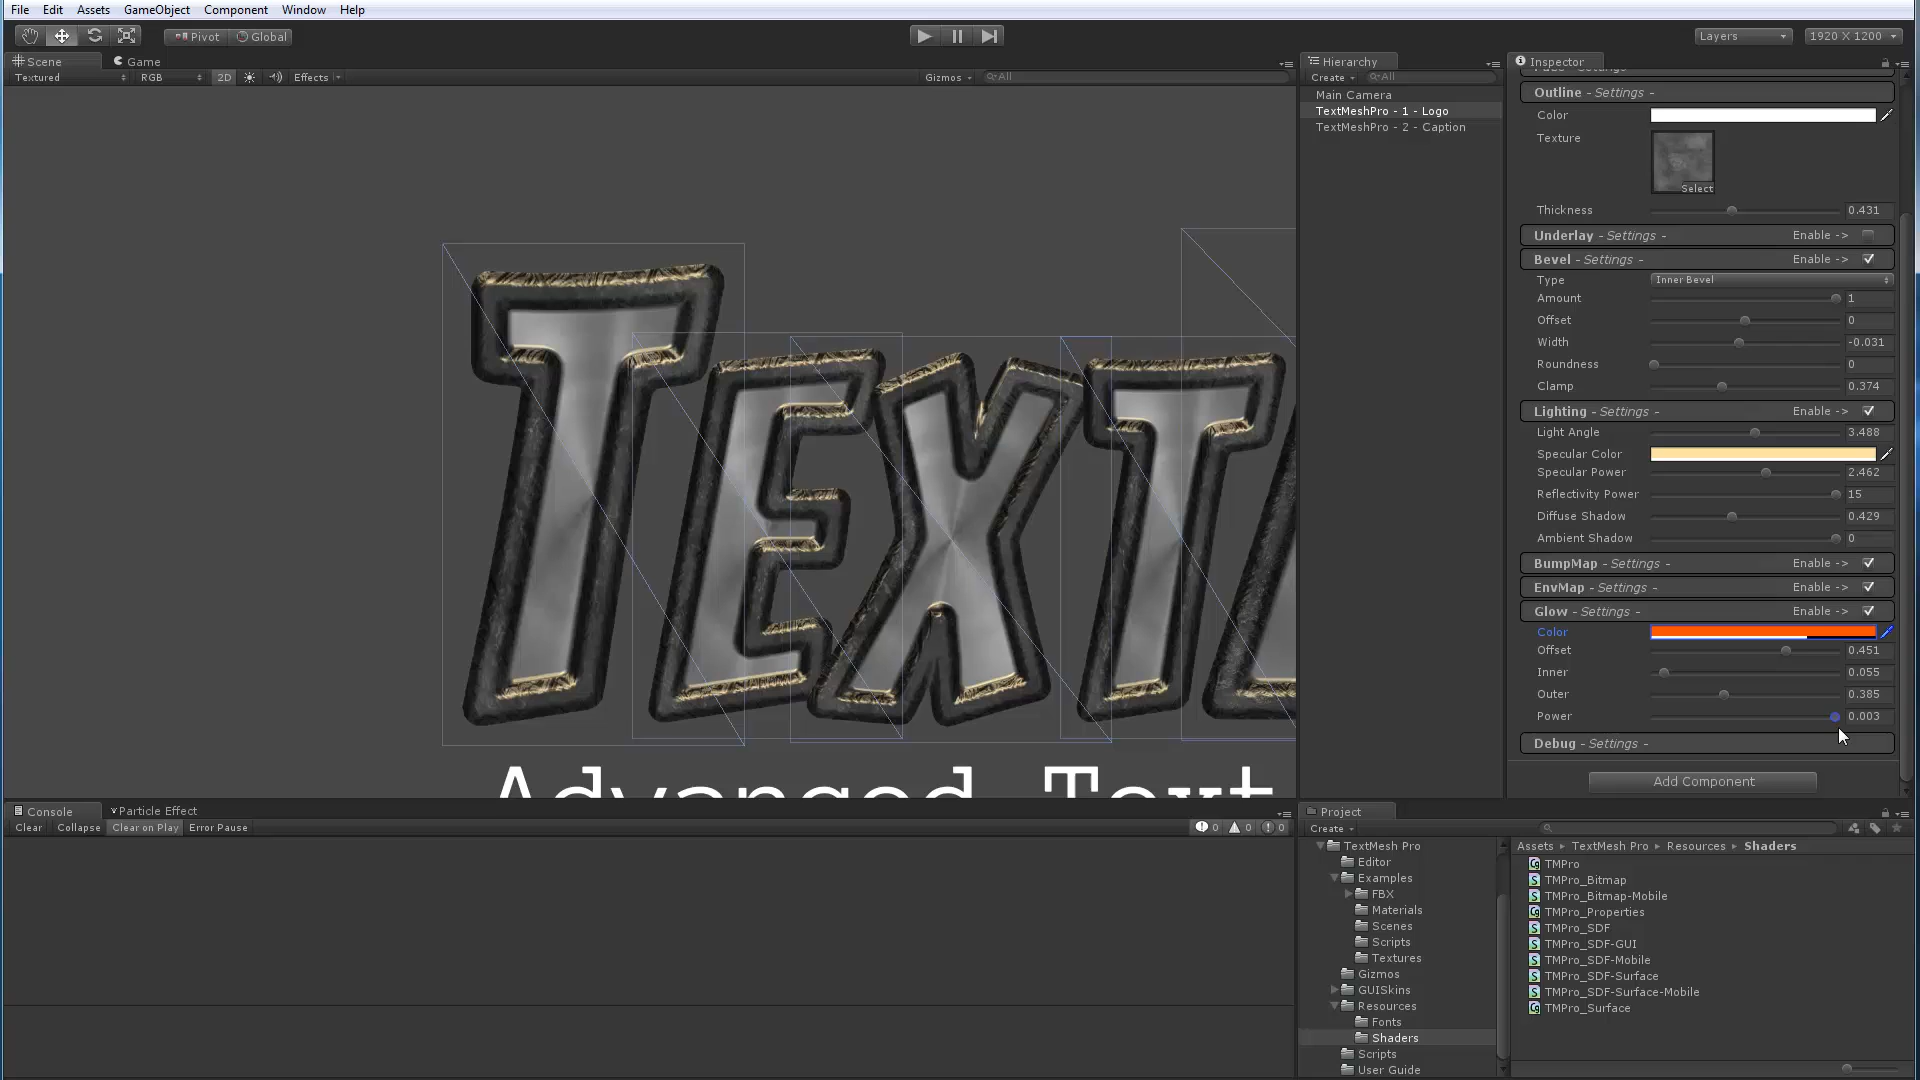 File Edit Assets GameObject Component Window Help
Pivot Global Layers 1920 X 1200
Scene Game Hierarchy Inspector
Textured RGB 2D Effects Gizmos All Create All
Main Camera
TextMeshPro - 1 - Logo
TextMeshPro - 2 - Caption
Outline - Settings -
Color
Texture
Select
Thickness 0.431
Underlay - Settings - Enable ->
Bevel - Settings - Enable ->
Type Inner Bevel
Amount 1
Offset 0
Width -0.031
Roundness 0
Clamp 0.374
Lighting - Settings - Enable ->
Light Angle 3.488
Specular Color
Specular Power 2.462
Reflectivity Power 15
Diffuse Shadow 0.429
Ambient Shadow 0
BumpMap - Settings - Enable ->
EnvMap - Settings - Enable ->
Glow - Settings - Enable ->
Color
Offset 0.451
Inner 0.055
Outer 0.385
Power 0.003
Debug - Settings -
Add Component
TEXT
Advanced Text
Console Particle Effect
Clear Collapse Clear on Play Error Pause 0 0 0
Project
Create
TextMesh Pro
Editor
Examples
FBX
Materials
Scenes
Scripts
Textures
Gizmos
GUISkins
Resources
Fonts
Shaders
Scripts
User Guide
Assets ▸ TextMesh Pro ▸ Resources ▸ Shaders
TMPro
TMPro_Bitmap
TMPro_Bitmap-Mobile
TMPro_Properties
TMPro_SDF
TMPro_SDF-GUI
TMPro_SDF-Mobile
TMPro_SDF-Surface
TMPro_SDF-Surface-Mobile
TMPro_Surface